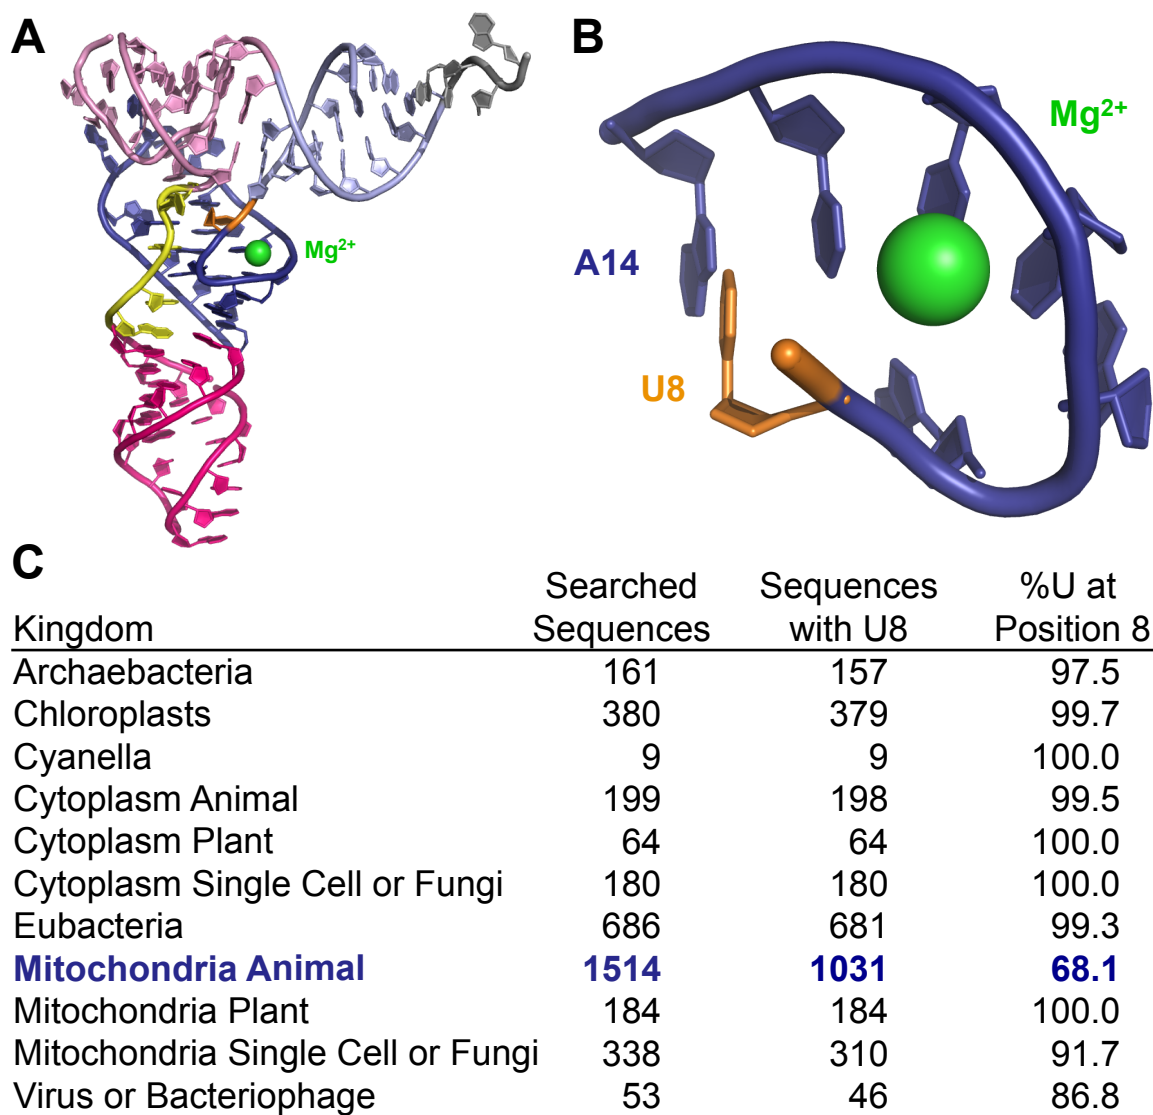 A
B
Mg2+
Mg2+
A14
U8
C
Searched Sequences %U at
Kingdom Sequences with U8 Position 8
Archaebacteria 161 157 97.5
Chloroplasts 380 379 99.7
Cyanella 9 9 100.0
Cytoplasm Animal 199 198 99.5
Cytoplasm Plant 64 64 100.0
Cytoplasm Single Cell or Fungi 180 180 100.0
Eubacteria 686 681 99.3
Mitochondria Animal 1514 1031 68.1
Mitochondria Plant 184 184 100.0
Mitochondria Single Cell or Fungi 338 310 91.7
Virus or Bacteriophage 53 46 86.8